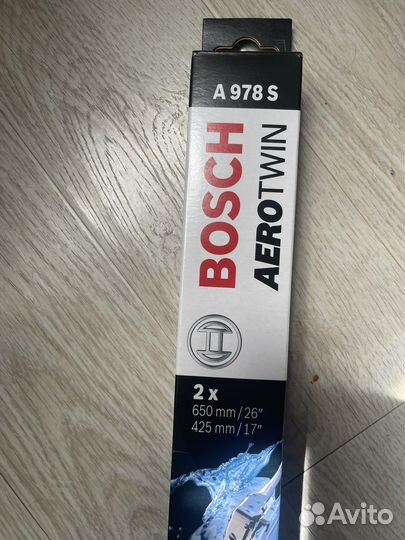 A 978 S
BOSCH
AEROTWIN
2 x
650 mm / 26″
425 mm / 17″
Avito